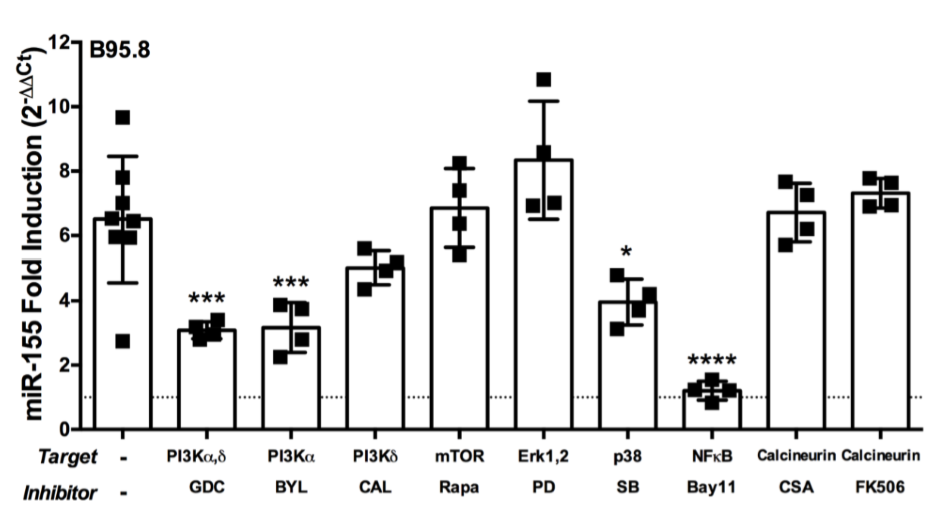 B95.8
miR-155 Fold Induction (2^-ΔΔCt)
12
10
8
6
4
2
0
***
***
*
****
Target - PI3Kα,δ PI3Kα PI3Kδ mTOR Erk1,2 p38 NFκB Calcineurin Calcineurin
Inhibitor - GDC BYL CAL Rapa PD SB Bay11 CSA FK506